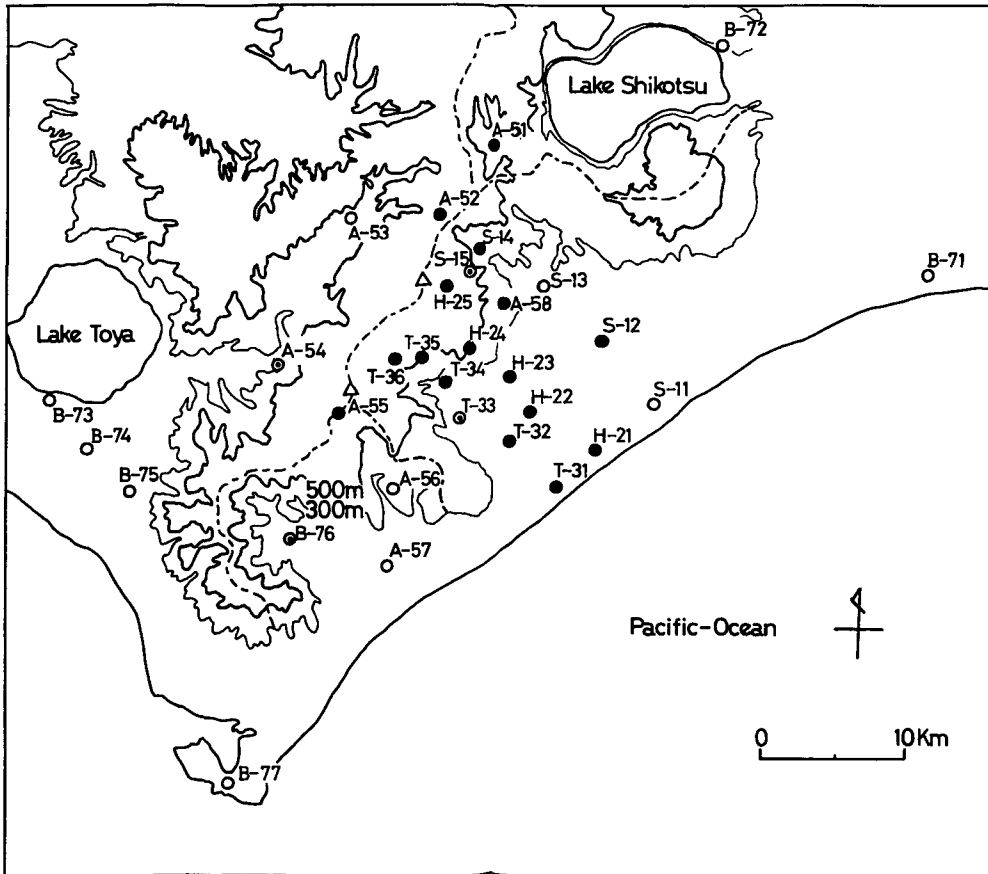 B-72
Lake Shikotsu
A-51
A-52
A-53
S-14
S-15
S-13
B-71
H-25
A-58
Lake Toya
S-12
H-24
T-35
A-54
T-36
T-34
H-23
S-11
B-73
A-55
T-33
H-22
B-74
T-32
H-21
B-75
T-31
500m
A-56
300m
B-76
A-57
Pacific-Ocean
0
10Km
B-77